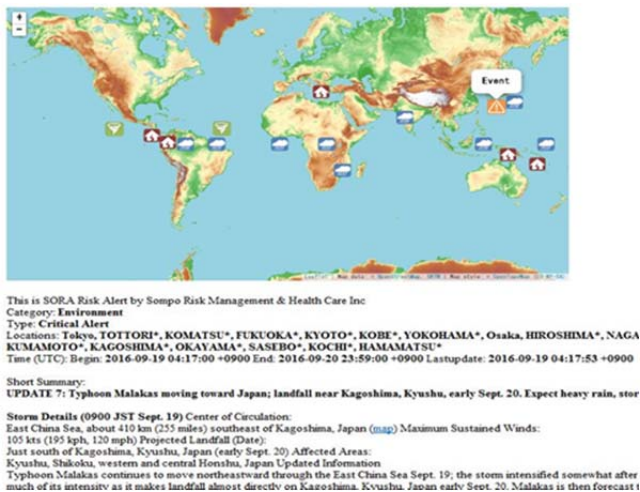 +
−
Event
This is SORA Risk Alert by Sompo Risk Management & Health Care Inc
Category: Environment
Type: Critical Alert
Locations: Tokyo, TOTTORI*, KOMATSU*, FUKUOKA*, KYOTO*, KOBE*, YOKOHAMA*, Osaka, HIROSHIMA*, NAGA
KUMAMOTO*, KAGOSHIMA*, OKAYAMA*, SASEBO*, KOCHI*, HAMAMATSU*
Time (UTC): Begin: 2016-09-19 04:17:00 +0900 End: 2016-09-20 23:59:00 +0900 Lastupdate: 2016-09-19 04:17:53 +0900
Short Summary:
UPDATE 7: Typhoon Malakas moving toward Japan; landfall near Kagoshima, Kyushu, early Sept. 20. Expect heavy rain, stor
Storm Details (0900 JST Sept. 19) Center of Circulation:
East China Sea, about 410 km (255 miles) southeast of Kagoshima, Japan (map) Maximum Sustained Winds:
105 kts (195 kph, 120 mph) Projected Landfall (Date):
Just south of Kagoshima, Kyushu, Japan (early Sept. 20) Affected Areas:
Kyushu, Shikoku, western and central Honshu, Japan Updated Information
Typhoon Malakas continues to move northeastward through the East China Sea Sept. 19; the storm intensified somewhat after
much of its intensity as it makes landfall almost directly on Kagoshima, Kyushu, Japan early Sept. 20. Malakas is then forecast